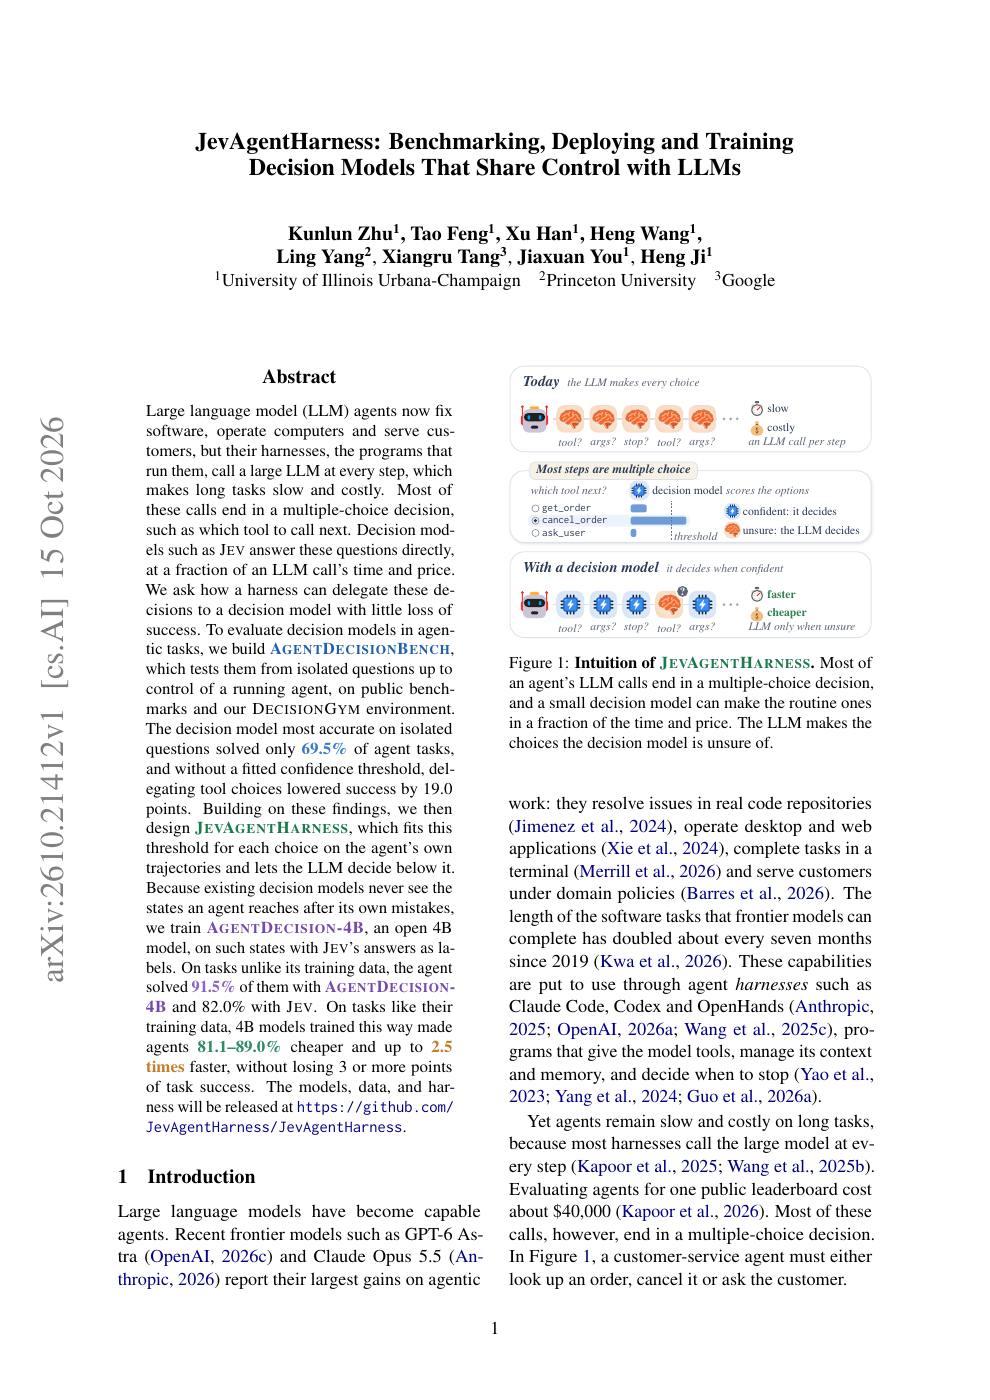 JevAgentHarness: Benchmarking, Deploying and Training
Decision Models That Share Control with LLMs
Kunlun Zhu1, Tao Feng1, Xu Han1, Heng Wang1,
Ling Yang2, Xiangru Tang3, Jiaxuan You1, Heng Ji1
1University of Illinois Urbana-Champaign 2Princeton University 3Google
arXiv:2610.21412v1 [cs.AI] 15 Oct 2026
Abstract
Large language model (LLM) agents now fix
software, operate computers and serve cus-
tomers, but their harnesses, the programs that
run them, call a large LLM at every step, which
makes long tasks slow and costly. Most of
these calls end in a multiple-choice decision,
such as which tool to call next. Decision mod-
els such as JEV answer these questions directly,
at a fraction of an LLM call's time and price.
We ask how a harness can delegate these de-
cisions to a decision model with little loss of
success. To evaluate decision models in agen-
tic tasks, we build AGENTDECISIONBENCH,
which tests them from isolated questions up to
control of a running agent, on public bench-
marks and our DECISIONGYM environment.
The decision model most accurate on isolated
questions solved only 69.5% of agent tasks,
and without a fitted confidence threshold, del-
egating tool choices lowered success by 19.0
points. Building on these findings, we then
design JEVAGENTHARNESS, which fits this
threshold for each choice on the agent's own
trajectories and lets the LLM decide below it.
Because existing decision models never see the
states an agent reaches after its own mistakes,
we train AGENTDECISION-4B, an open 4B
model, on such states with JEV's answers as la-
bels. On tasks unlike its training data, the agent
solved 91.5% of them with AGENTDECISION-
4B and 82.0% with JEV. On tasks like their
training data, 4B models trained this way made
agents 81.1–89.0% cheaper and up to 2.5
times faster, without losing 3 or more points
of task success. The models, data, and har-
ness will be released at https://github.com/
JevAgentHarness/JevAgentHarness.
1 Introduction
Large language models have become capable
agents. Recent frontier models such as GPT-6 As-
tra (OpenAI, 2026c) and Claude Opus 5.5 (An-
thropic, 2026) report their largest gains on agentic
Today the LLM makes every choice
slow
costly
tool? args? stop? tool? args?
an LLM call per step
Most steps are multiple choice
which tool next?
decision model scores the options
get_order
cancel_order
ask_user
threshold
confident: it decides
unsure: the LLM decides
With a decision model it decides when confident
?
faster
cheaper
tool? args? stop? tool? args?
LLM only when unsure
Figure 1: Intuition of JEVAGENTHARNESS. Most of
an agent's LLM calls end in a multiple-choice decision,
and a small decision model can make the routine ones
in a fraction of the time and price. The LLM makes the
choices the decision model is unsure of.
work: they resolve issues in real code repositories
(Jimenez et al., 2024), operate desktop and web
applications (Xie et al., 2024), complete tasks in a
terminal (Merrill et al., 2026) and serve customers
under domain policies (Barres et al., 2026). The
length of the software tasks that frontier models can
complete has doubled about every seven months
since 2019 (Kwa et al., 2026). These capabilities
are put to use through agent harnesses such as
Claude Code, Codex and OpenHands (Anthropic,
2025; OpenAI, 2026a; Wang et al., 2025c), pro-
grams that give the model tools, manage its context
and memory, and decide when to stop (Yao et al.,
2023; Yang et al., 2024; Guo et al., 2026a).
Yet agents remain slow and costly on long tasks,
because most harnesses call the large model at ev-
ery step (Kapoor et al., 2025; Wang et al., 2025b).
Evaluating agents for one public leaderboard cost
about $40,000 (Kapoor et al., 2026). Most of these
calls, however, end in a multiple-choice decision.
In Figure 1, a customer-service agent must either
look up an order, cancel it or ask the customer.
1